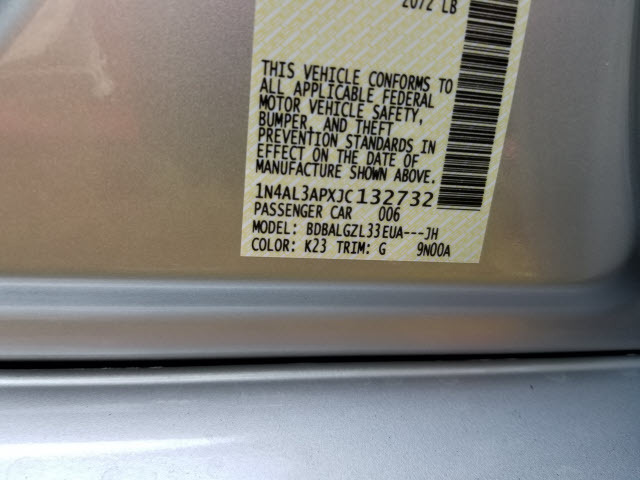 2072 LB
THIS VEHICLE CONFORMS TO
ALL APPLICABLE FEDERAL
MOTOR VEHICLE SAFETY,
BUMPER, AND THEFT
PREVENTION STANDARDS IN
EFFECT ON THE DATE OF
MANUFACTURE SHOWN ABOVE.
1N4AL3APXJC132732
PASSENGER CAR 006
MODEL: BDBALGZL33EUA---JH
COLOR: K23 TRIM: G 9N00A